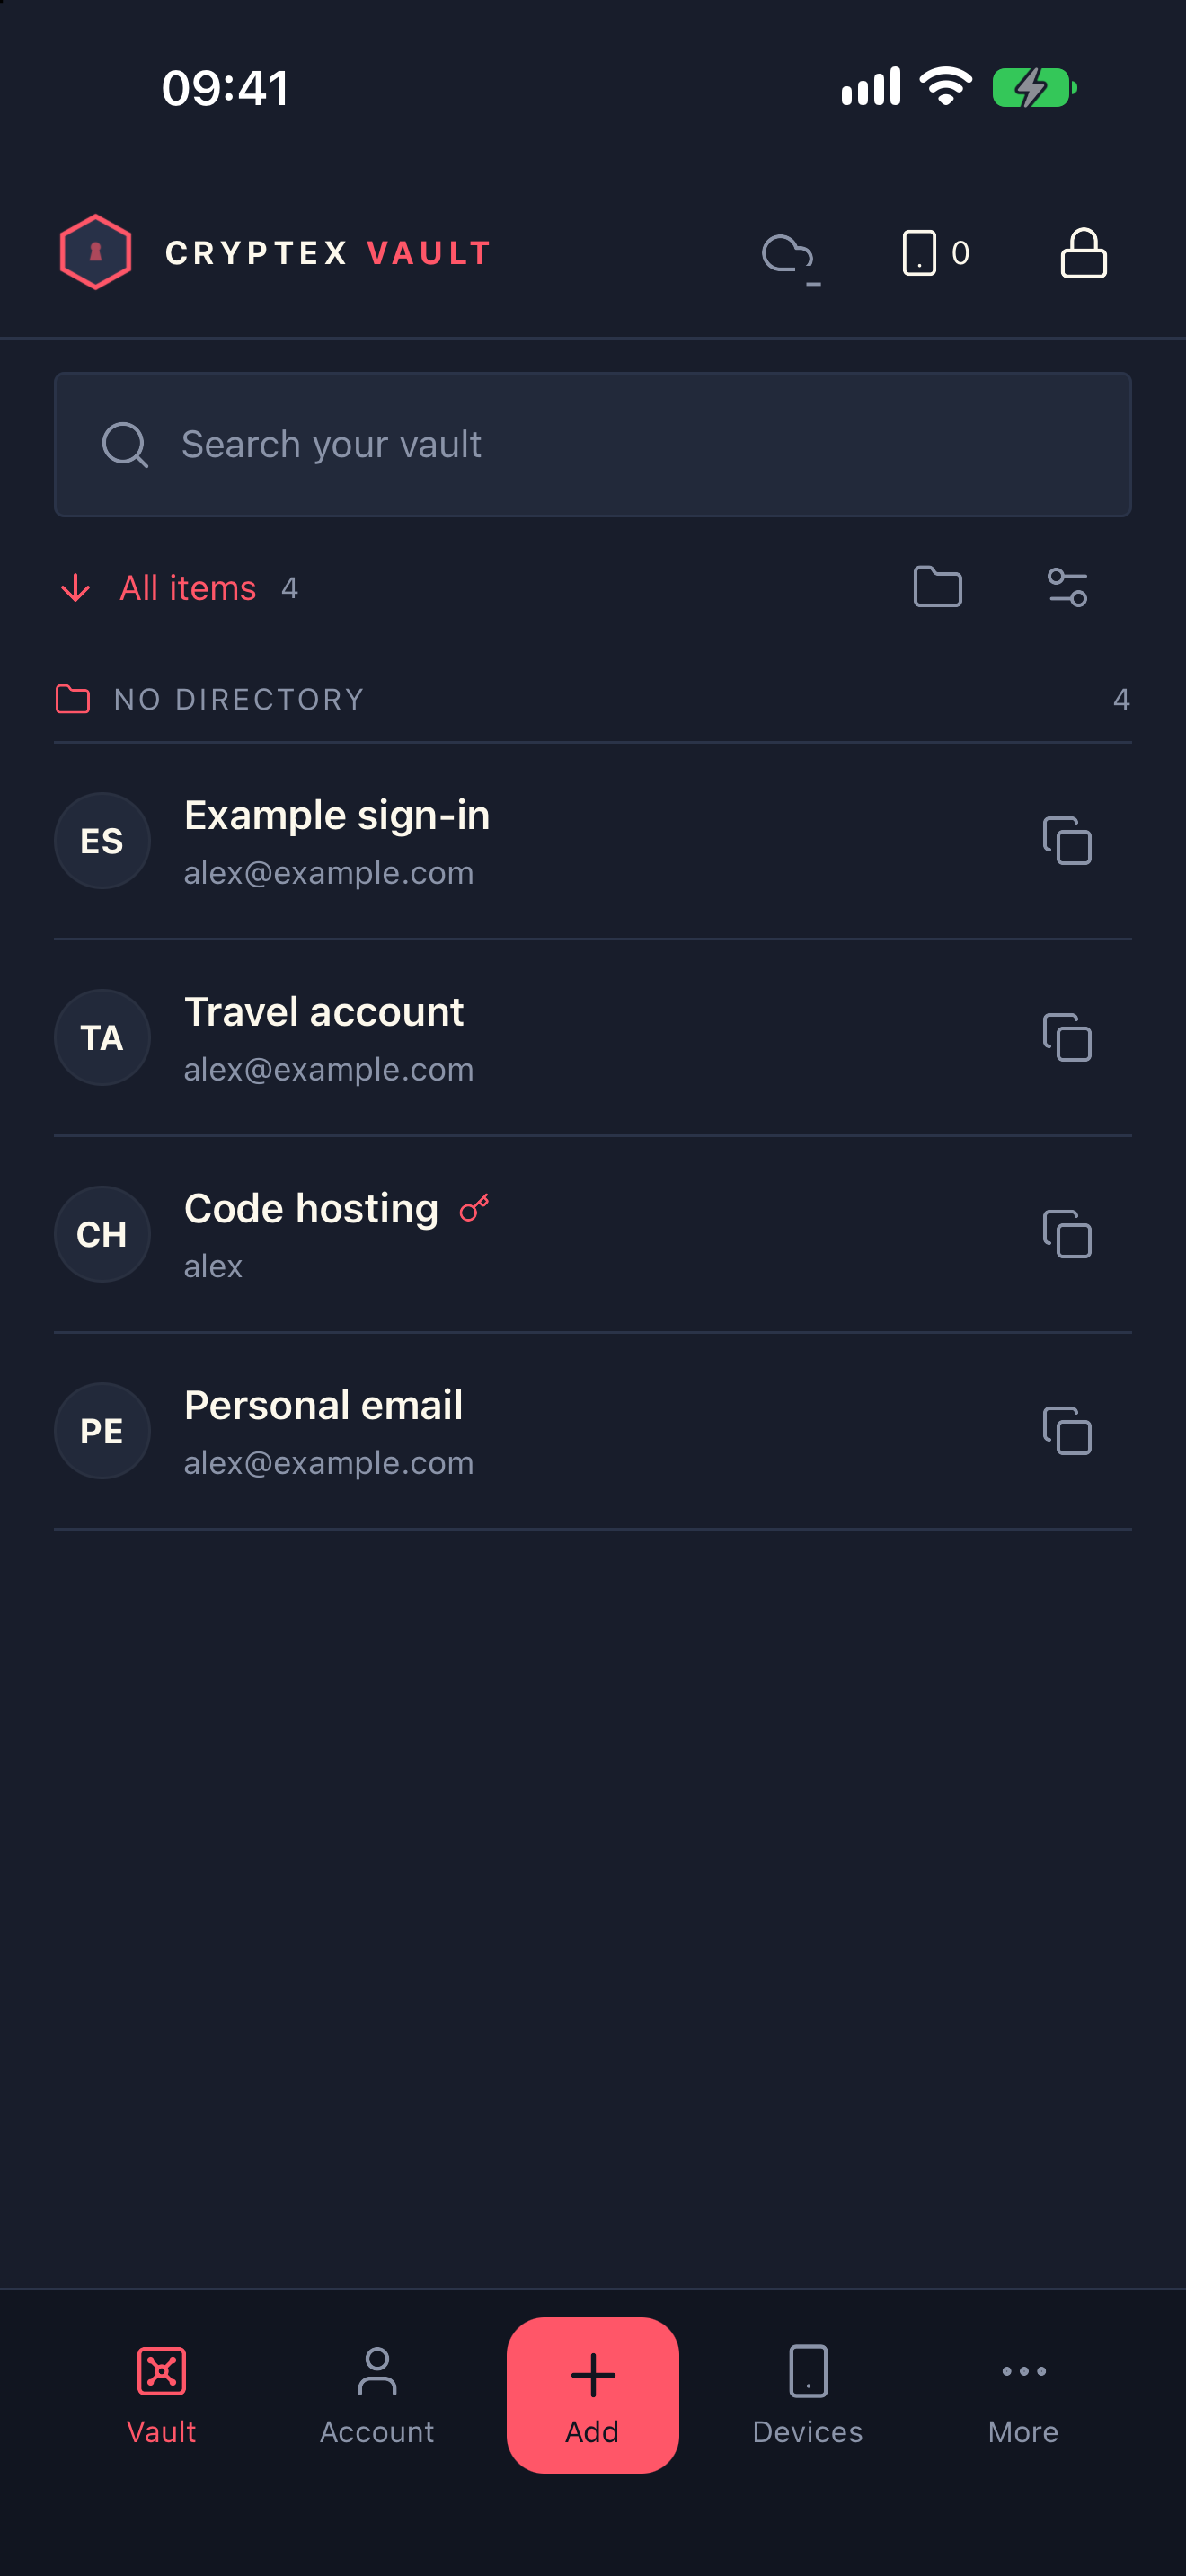 09:41
CRYPTEX VAULT
0
Search your vault
All items 4
NO DIRECTORY 4
ES
Example sign-in
alex@example.com
TA
Travel account
alex@example.com
CH
Code hosting
alex
PE
Personal email
alex@example.com
Vault
Account
Add
Devices
More